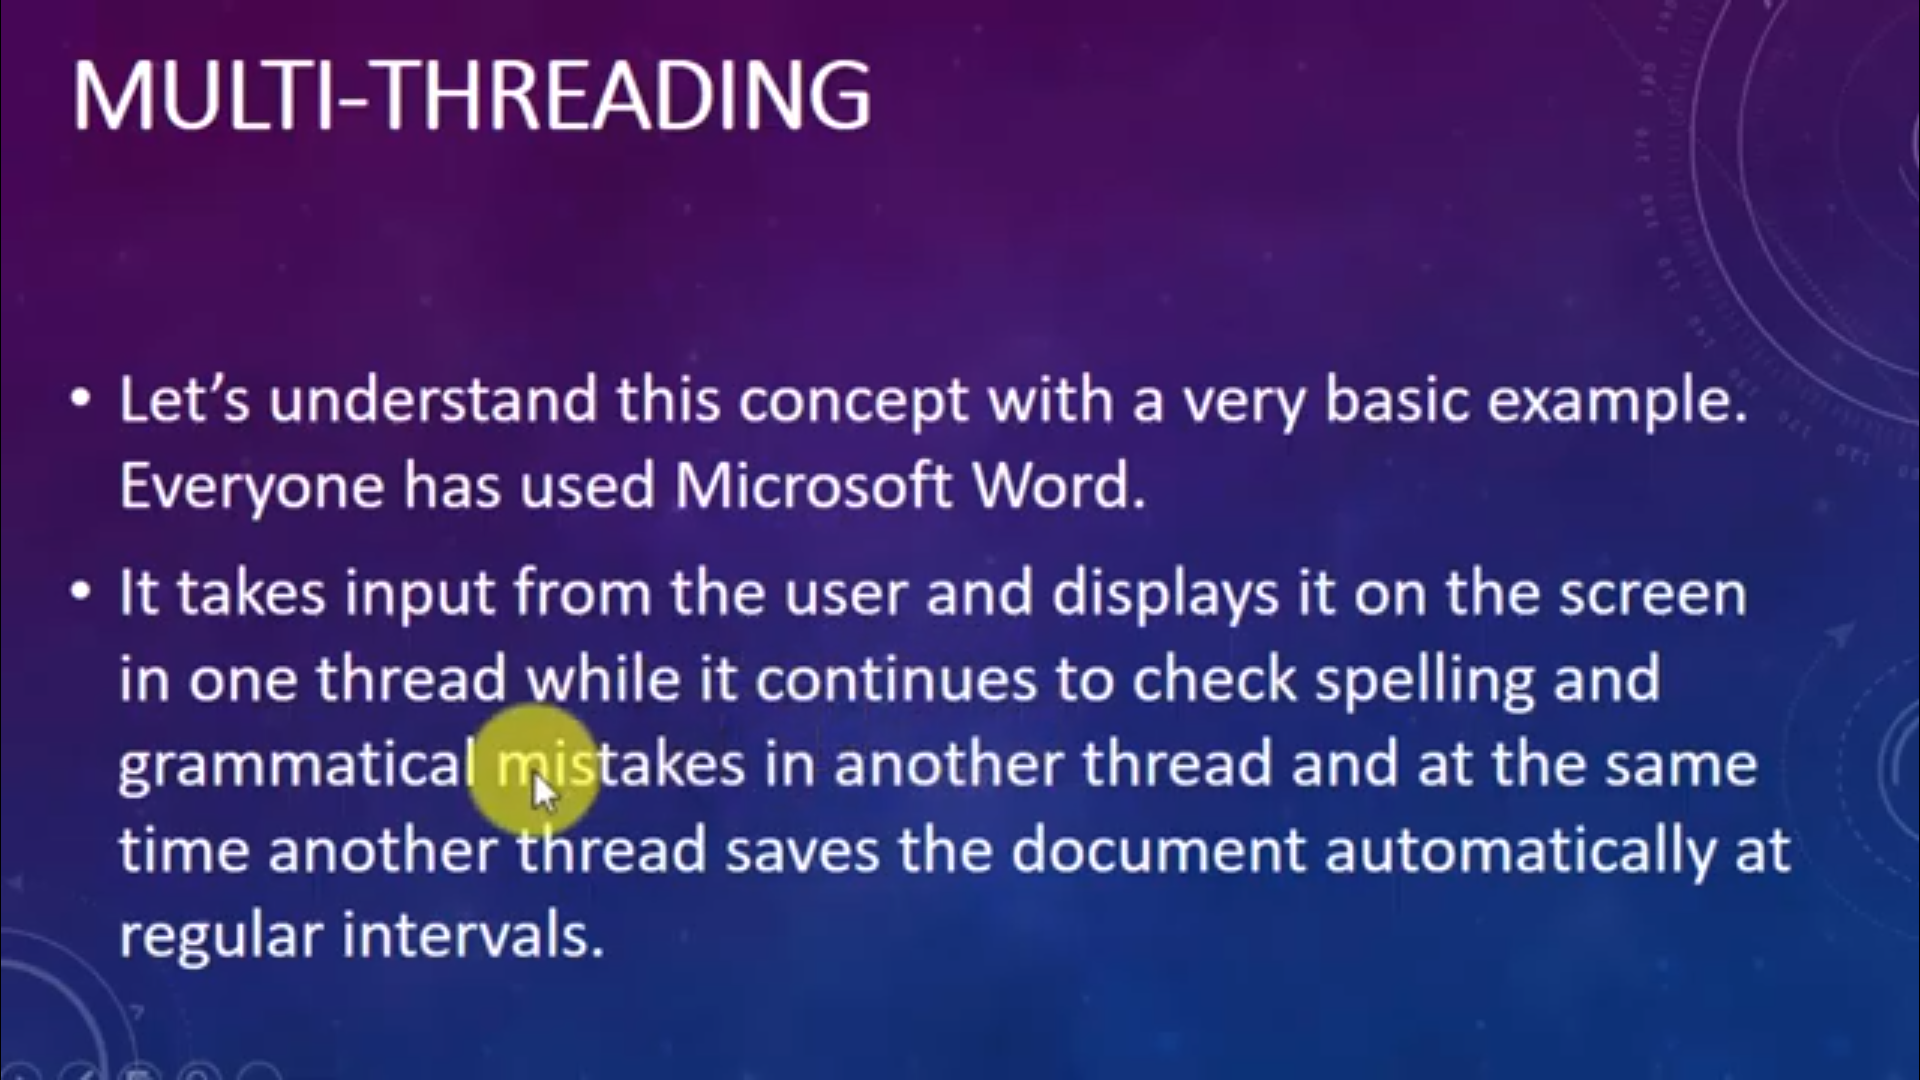 MULTI-THREADING
• Let’s understand this concept with a very basic example.
Everyone has used Microsoft Word.
• It takes input from the user and displays it on the screen
in one thread while it continues to check spelling and
grammatical mistakes in another thread and at the same
time another thread saves the document automatically at
regular intervals.